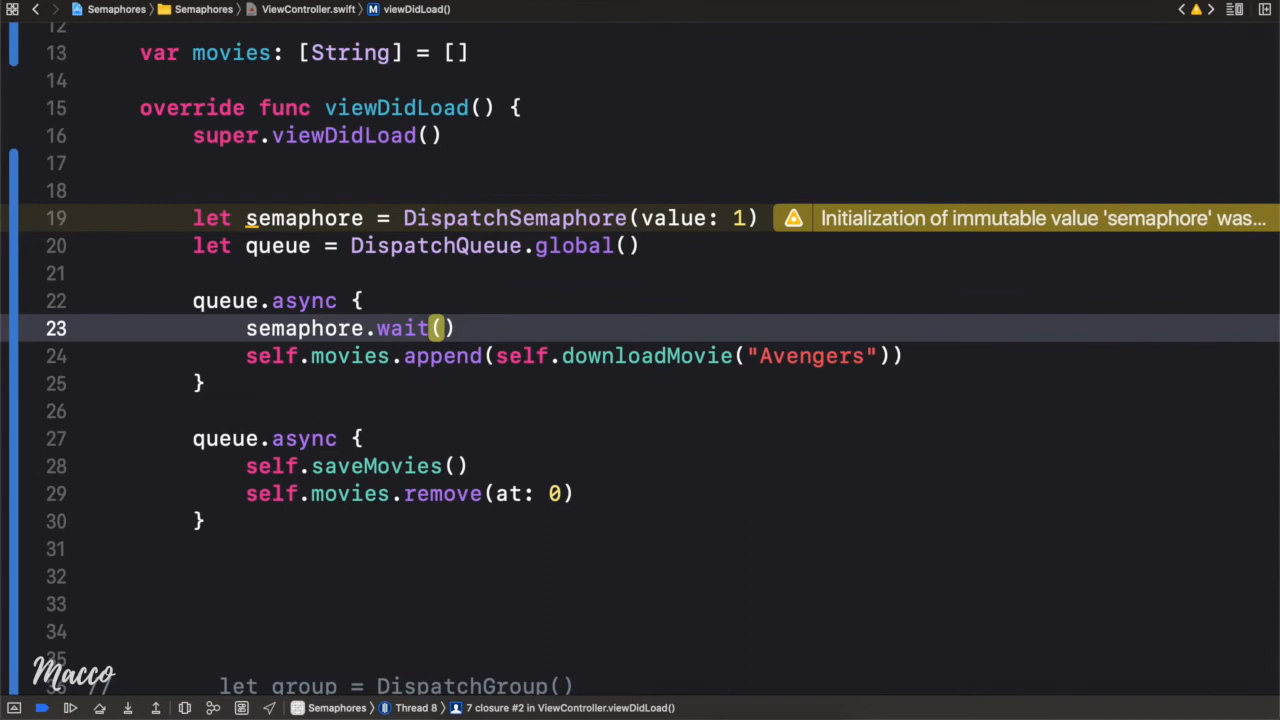 Semaphores > Semaphores > ViewController.swift > M viewDidLoad()
12
13 var movies: [String] = []
14
15 override func viewDidLoad() {
16 super.viewDidLoad()
17
18
19 let semaphore = DispatchSemaphore(value: 1) Initialization of immutable value 'semaphore' was...
20 let queue = DispatchQueue.global()
21
22 queue.async {
23 semaphore.wait()
24 self.movies.append(self.downloadMovie("Avengers"))
25 }
26
27 queue.async {
28 self.saveMovies()
29 self.movies.remove(at: 0)
30 }
31
32
33
34
35
Macco
36 // let group = DispatchGroup()
Semaphores > Thread 8 > 7 closure #2 in ViewController.viewDidLoad()